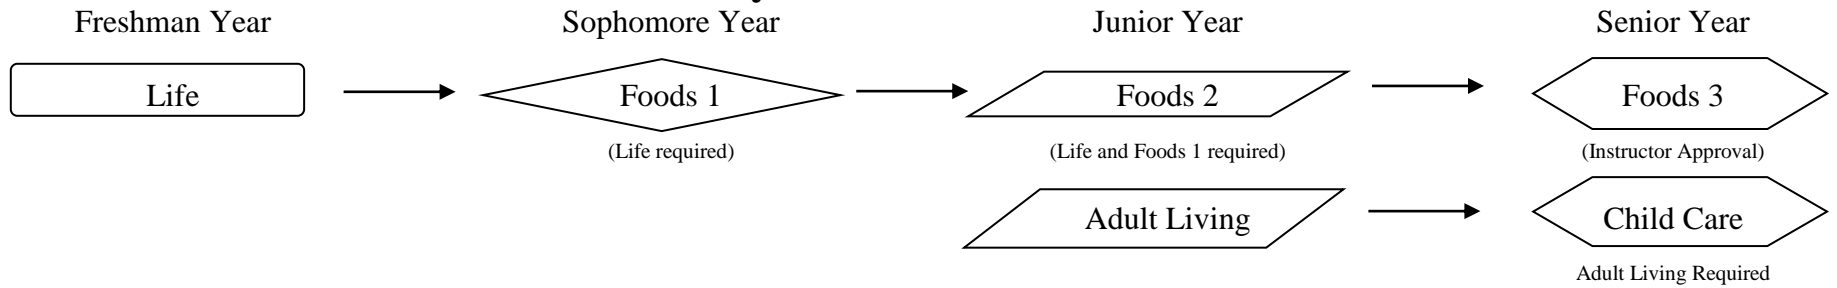 Freshman Year Sophomore Year Junior Year Senior Year
Life Foods 1 Foods 2 Foods 3
(Life required) (Life and Foods 1 required) (Instructor Approval)
Adult Living Child Care
Adult Living Required